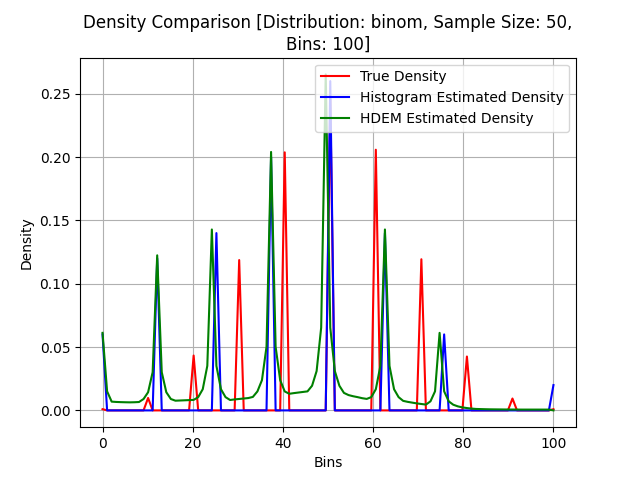 Density Comparison [Distribution: binom, Sample Size: 50,
Bins: 100]
True Density
Histogram Estimated Density
HDEM Estimated Density
Density
0.25
0.20
0.15
0.10
0.05
0.00
0 20 40 60 80 100
Bins